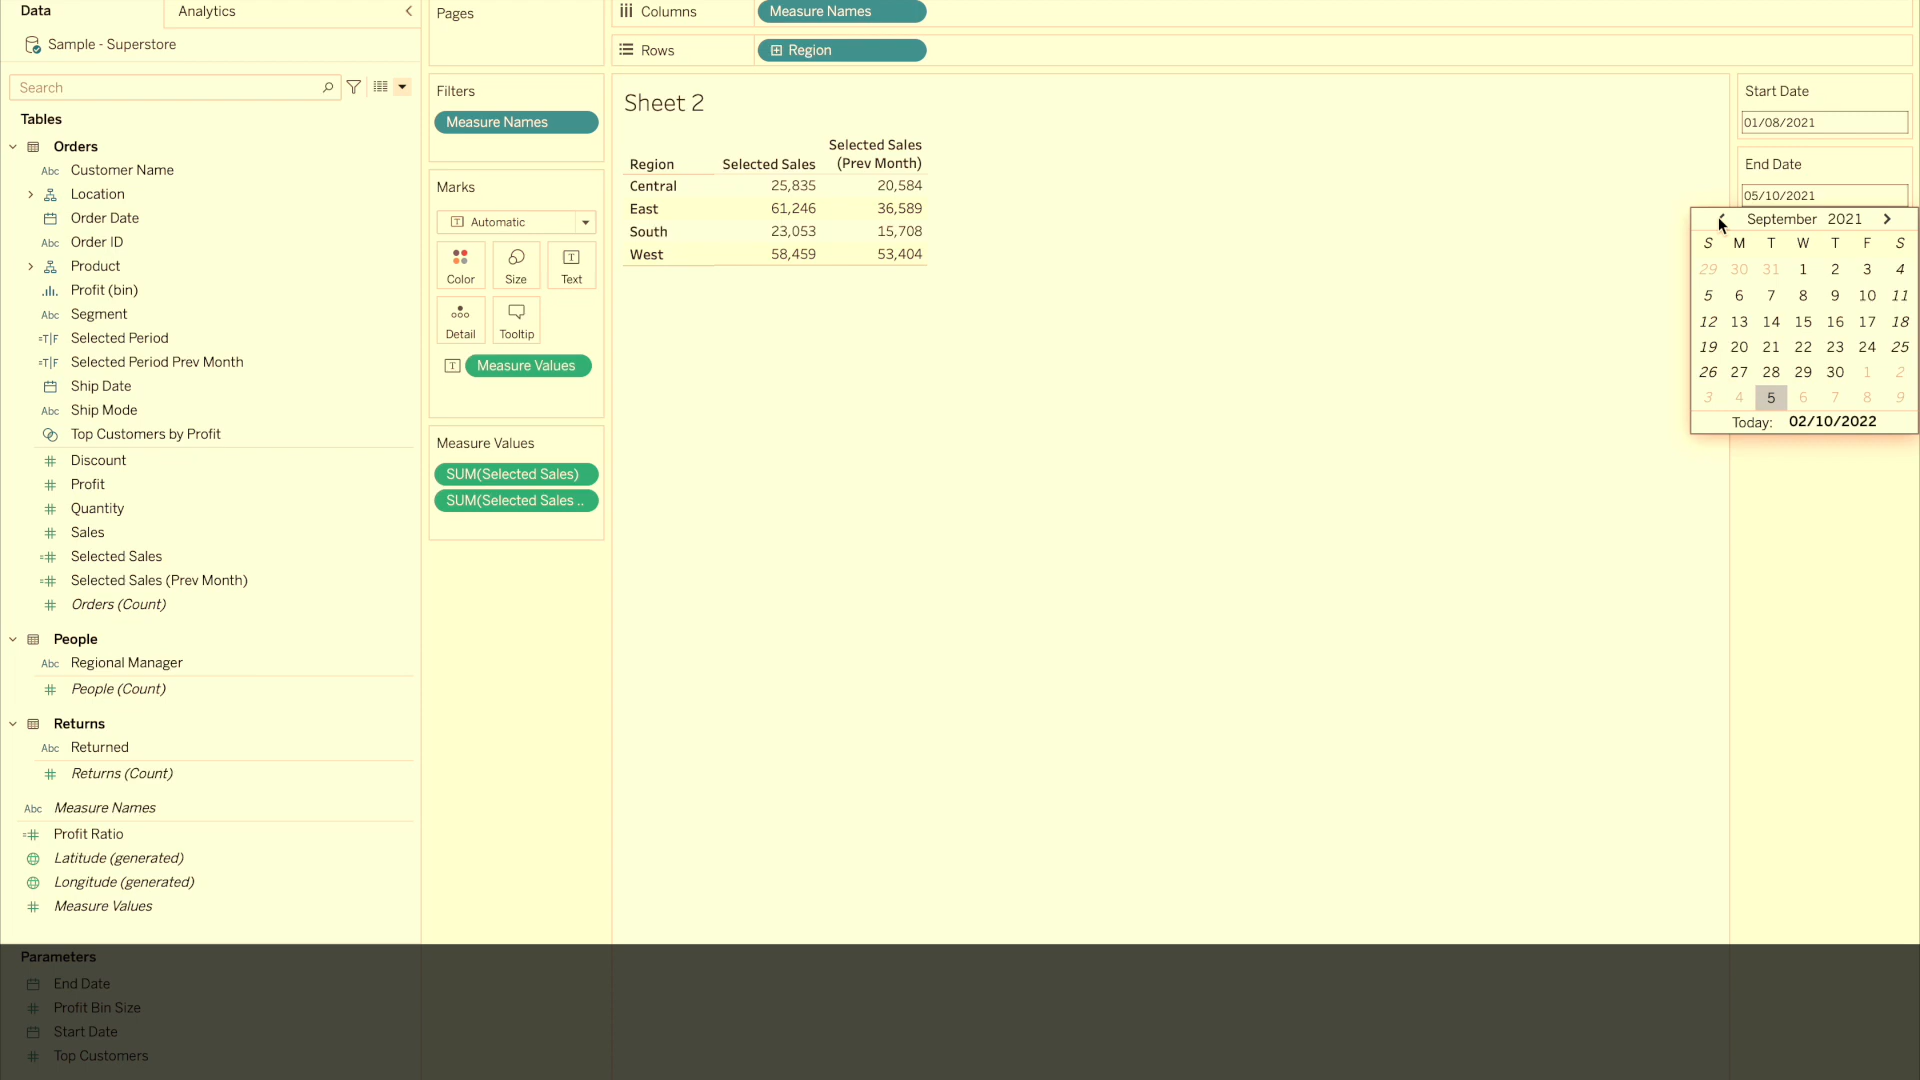 Data
Analytics
Sample - Superstore
Search
Tables
Orders
Abc Customer Name
Location
Order Date
Abc Order ID
Product
Profit (bin)
Abc Segment
=T|F Selected Period
=T|F Selected Period Prev Month
Ship Date
Abc Ship Mode
Top Customers by Profit
# Discount
# Profit
# Quantity
# Sales
=# Selected Sales
=# Selected Sales (Prev Month)
# Orders (Count)
People
Abc Regional Manager
# People (Count)
Returns
Abc Returned
# Returns (Count)
Abc Measure Names
=# Profit Ratio
Latitude (generated)
Longitude (generated)
# Measure Values
Parameters
End Date
# Profit Bin Size
Start Date
# Top Customers
Pages
Filters
Measure Names
Marks
T Automatic
Color Size Text
Detail Tooltip
T Measure Values
Measure Values
SUM(Selected Sales)
SUM(Selected Sales ..
Columns Measure Names
Rows Region
Sheet 2
Selected Sales
Region Selected Sales (Prev Month)
Central 25,835 20,584
East 61,246 36,589
South 23,053 15,708
West 58,459 53,404
Start Date
01/08/2021
End Date
05/10/2021
September 2021
S M T W T F S
29 30 31 1 2 3 4
5 6 7 8 9 10 11
12 13 14 15 16 17 18
19 20 21 22 23 24 25
26 27 28 29 30 1 2
3 4 5 6 7 8 9
Today: 02/10/2022